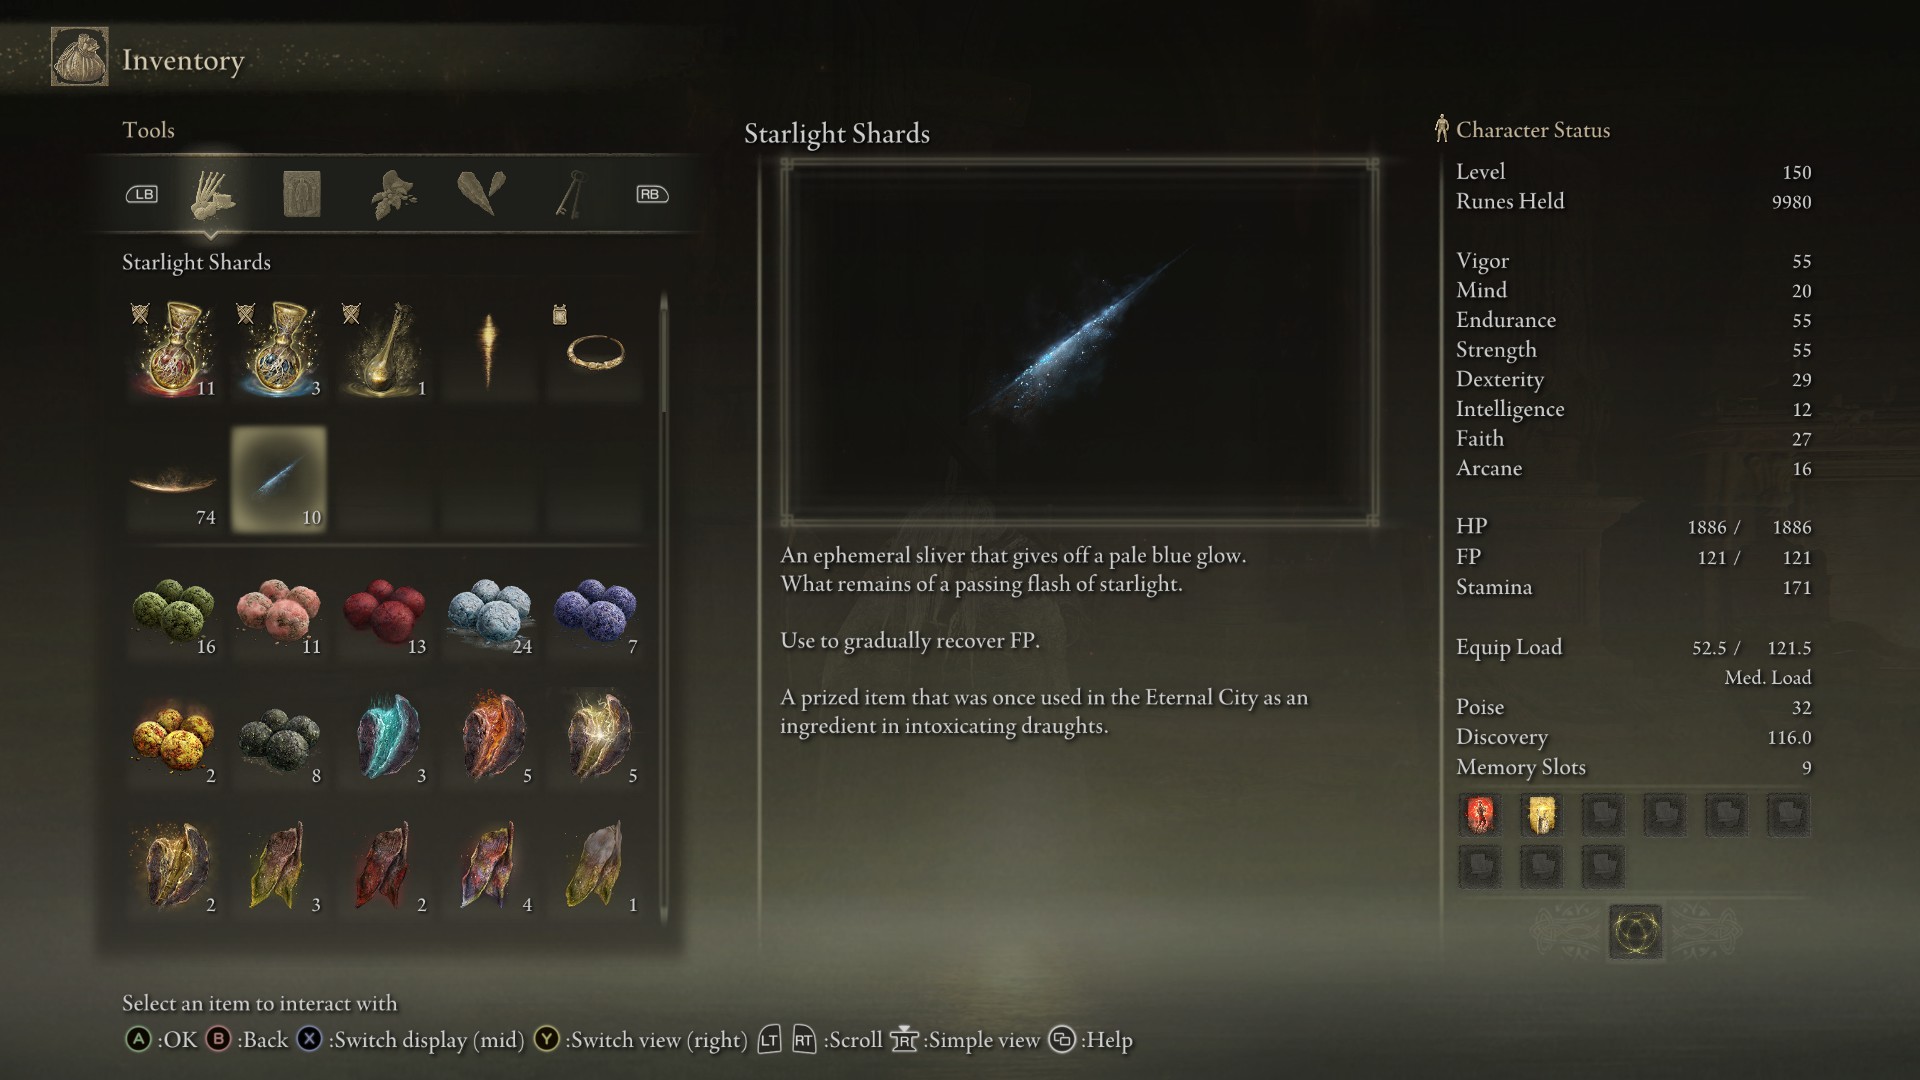 Inventory
Tools
LB
RB
Starlight Shards
11
3
1
74
10
16
11
13
24
7
2
8
3
5
5
2
3
2
4
1
Starlight Shards
An ephemeral sliver that gives off a pale blue glow.
What remains of a passing flash of starlight.
Use to gradually recover FP.
A prized item that was once used in the Eternal City as an
ingredient in intoxicating draughts.
Character Status
Level 150
Runes Held 9980
Vigor 55
Mind 20
Endurance 55
Strength 55
Dexterity 29
Intelligence 12
Faith 27
Arcane 16
HP 1886 / 1886
FP 121 / 121
Stamina 171
Equip Load 52.5 / 121.5
Med. Load
Poise 32
Discovery 116.0
Memory Slots 9
Select an item to interact with
A :OK B :Back X :Switch display (mid) Y :Switch view (right) LT RT :Scroll R :Simple view :Help